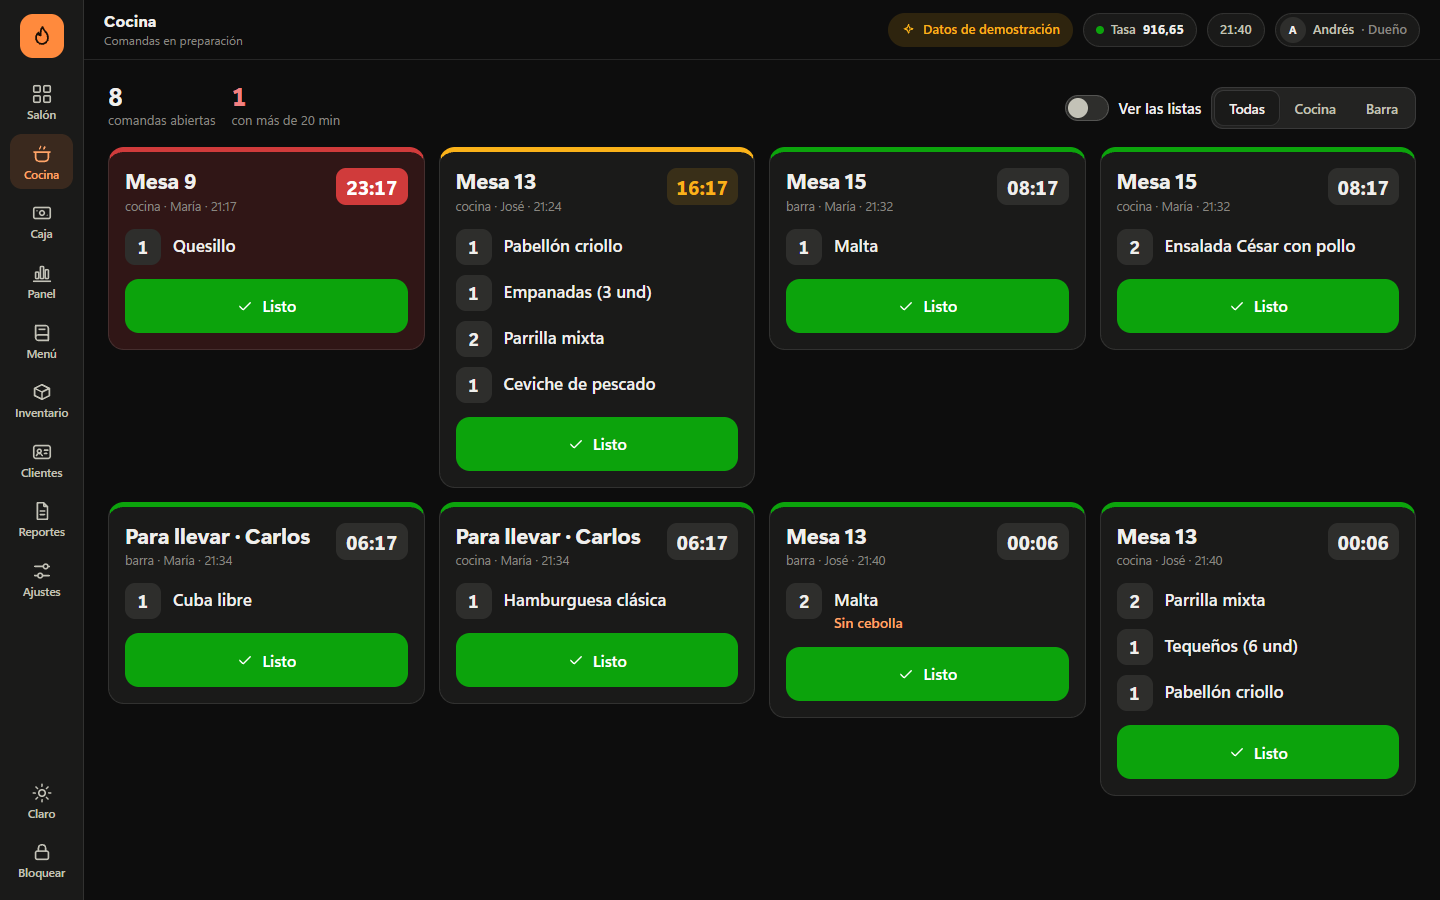 Cocina
Comandas en preparación
Datos de demostración
Tasa 916,65
21:40
A Andrés · Dueño
Salón
Cocina
Caja
Panel
Menú
Inventario
Clientes
Reportes
Ajustes
Claro
Bloquear
8
comandas abiertas
1
con más de 20 min
Ver las listas
Todas
Cocina
Barra
Mesa 9
23:17
cocina · María · 21:17
1 Quesillo
Listo
Mesa 13
16:17
cocina · José · 21:24
1 Pabellón criollo
1 Empanadas (3 und)
2 Parrilla mixta
1 Ceviche de pescado
Listo
Mesa 15
08:17
barra · María · 21:32
1 Malta
Listo
Mesa 15
08:17
cocina · María · 21:32
2 Ensalada César con pollo
Listo
Para llevar · Carlos
06:17
barra · María · 21:34
1 Cuba libre
Listo
Para llevar · Carlos
06:17
cocina · María · 21:34
1 Hamburguesa clásica
Listo
Mesa 13
00:06
barra · José · 21:40
2 Malta
Sin cebolla
Listo
Mesa 13
00:06
cocina · José · 21:40
2 Parrilla mixta
1 Tequeños (6 und)
1 Pabellón criollo
Listo